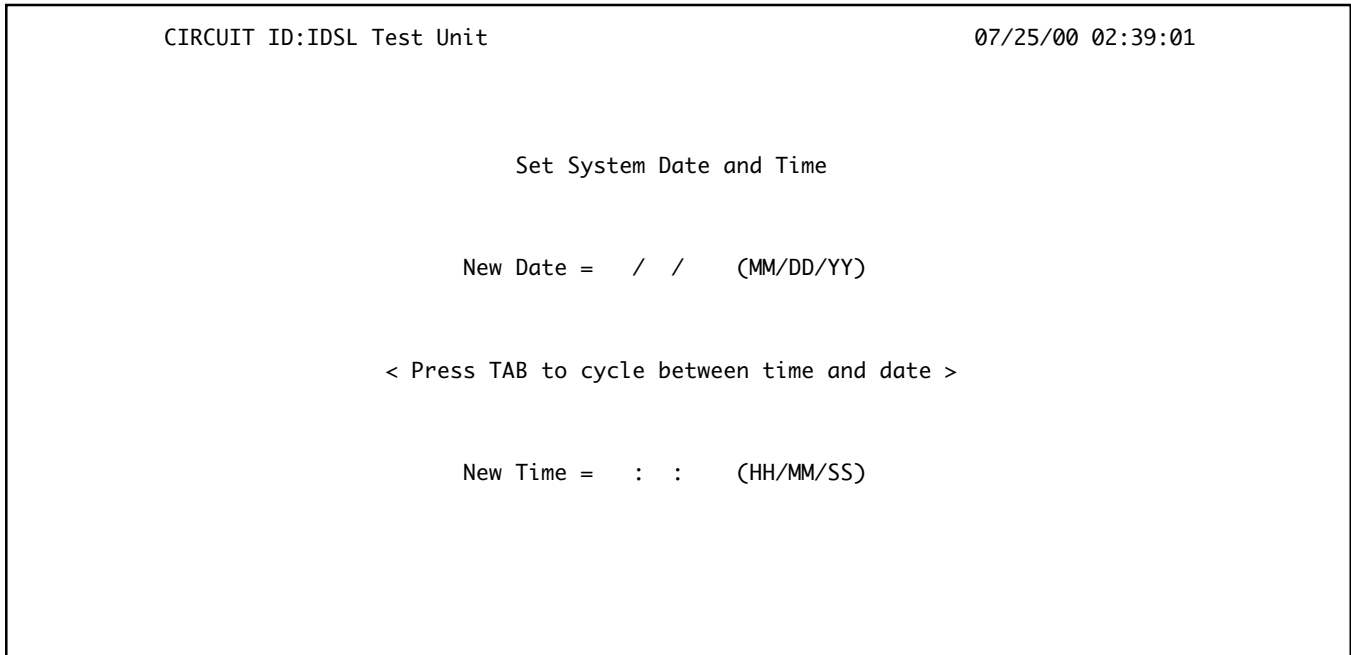 CIRCUIT ID:IDSL Test Unit 07/25/00 02:39:01
Set System Date and Time
New Date = / / (MM/DD/YY)
< Press TAB to cycle between time and date >
New Time = : : (HH/MM/SS)